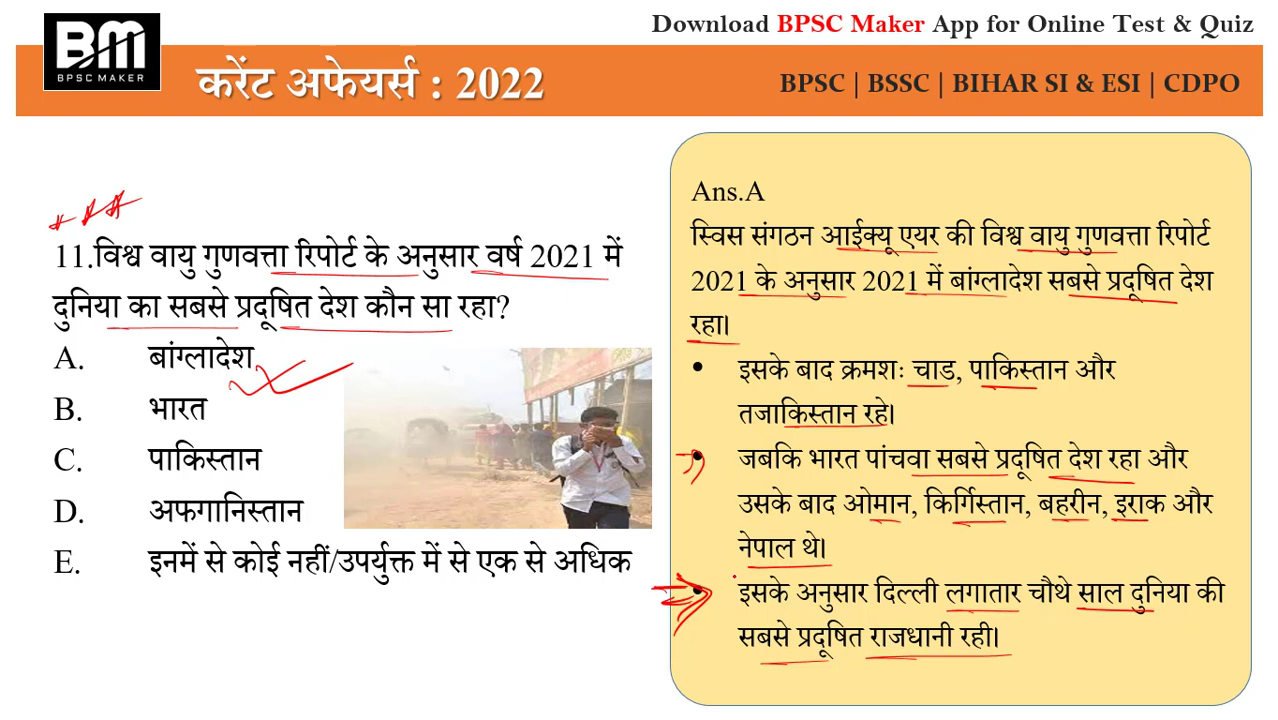 Download BPSC Maker App for Online Test & Quiz
BM
BPSC MAKER
करेंट अफेयर्स : 2022
BPSC | BSSC | BIHAR SI & ESI | CDPO
11.विश्व वायु गुणवत्ता रिपोर्ट के अनुसार वर्ष 2021 में
दुनिया का सबसे प्रदूषित देश कौन सा रहा?
A. बांग्लादेश
B. भारत
C. पाकिस्तान
D. अफगानिस्तान
E. इनमें से कोई नहीं/उपर्युक्त में से एक से अधिक
Ans.A
स्विस संगठन आईक्यू एयर की विश्व वायु गुणवत्ता रिपोर्ट
2021 के अनुसार 2021 में बांग्लादेश सबसे प्रदूषित देश
रहा।
• इसके बाद क्रमशः चाड, पाकिस्तान और
तजाकिस्तान रहे।
• जबकि भारत पांचवा सबसे प्रदूषित देश रहा और
उसके बाद ओमान, किर्गिस्तान, बहरीन, इराक और
नेपाल थे।
• इसके अनुसार दिल्ली लगातार चौथे साल दुनिया की
सबसे प्रदूषित राजधानी रही।